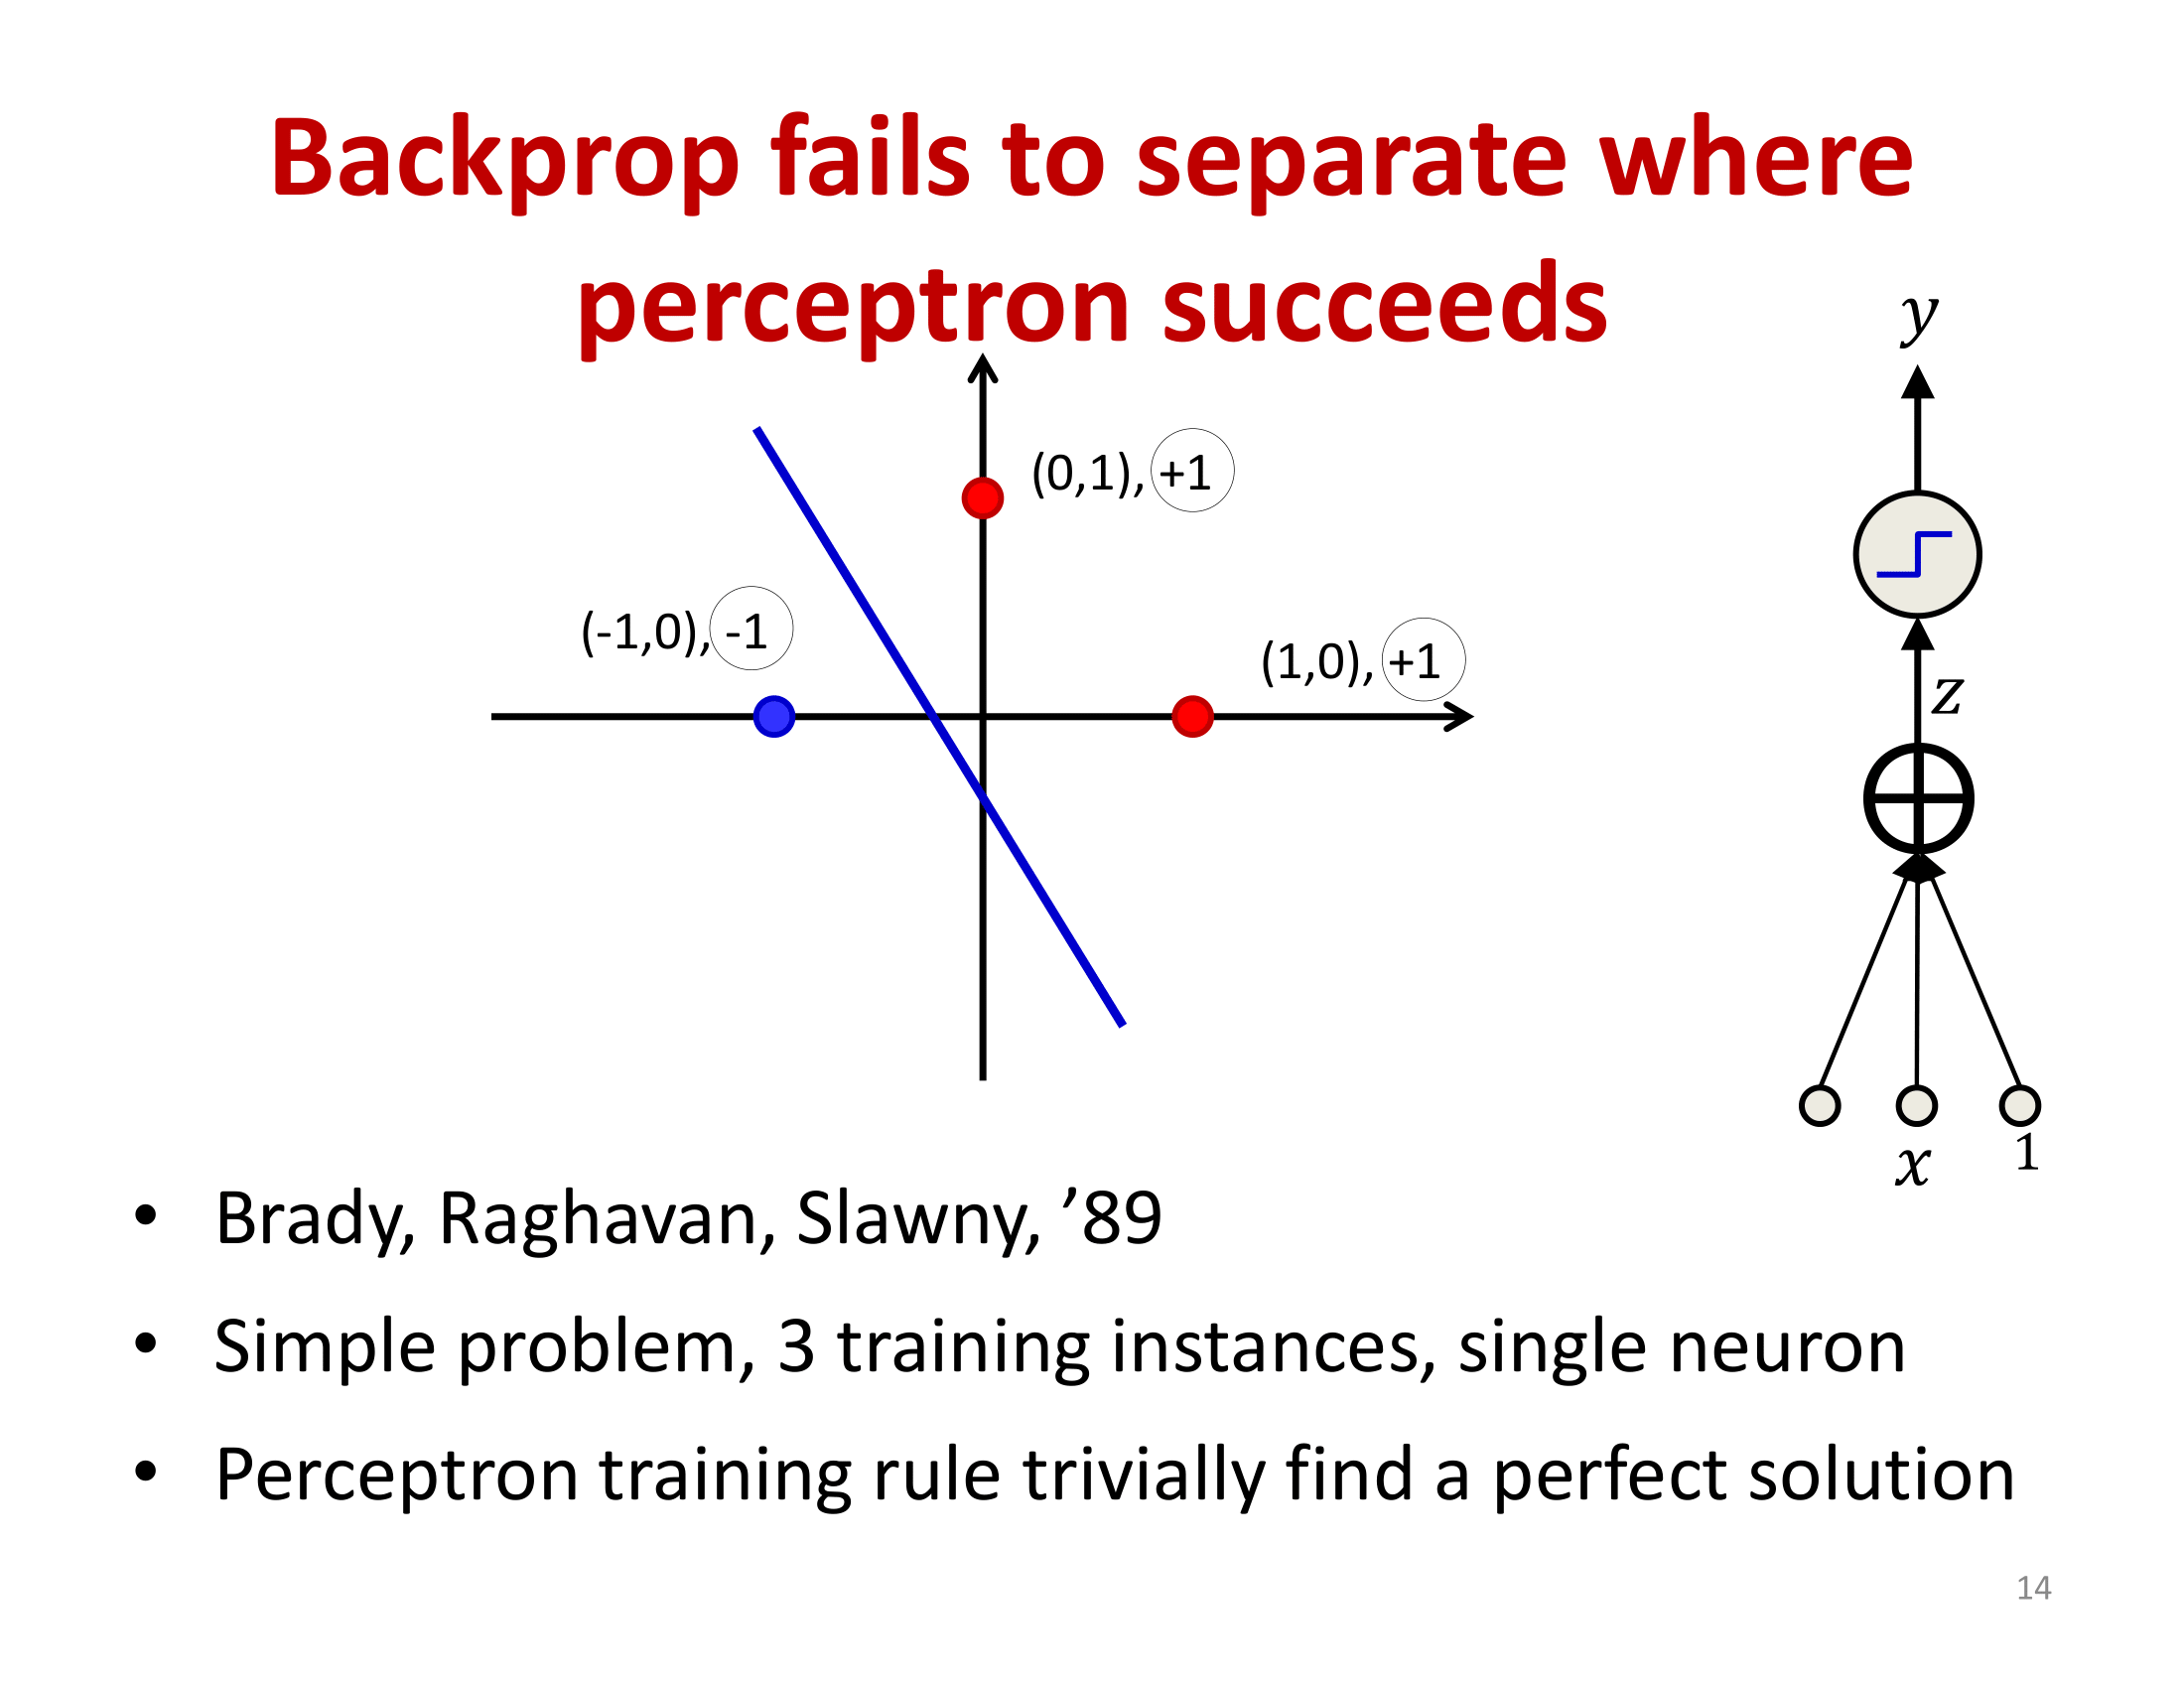 Backprop fails to separate where
perceptron succeeds
y
(0,1), +1
(-1,0), -1
(1,0), +1
z
x
1
• Brady, Raghavan, Slawny, ’89
• Simple problem, 3 training instances, single neuron
• Perceptron training rule trivially find a perfect solution
14